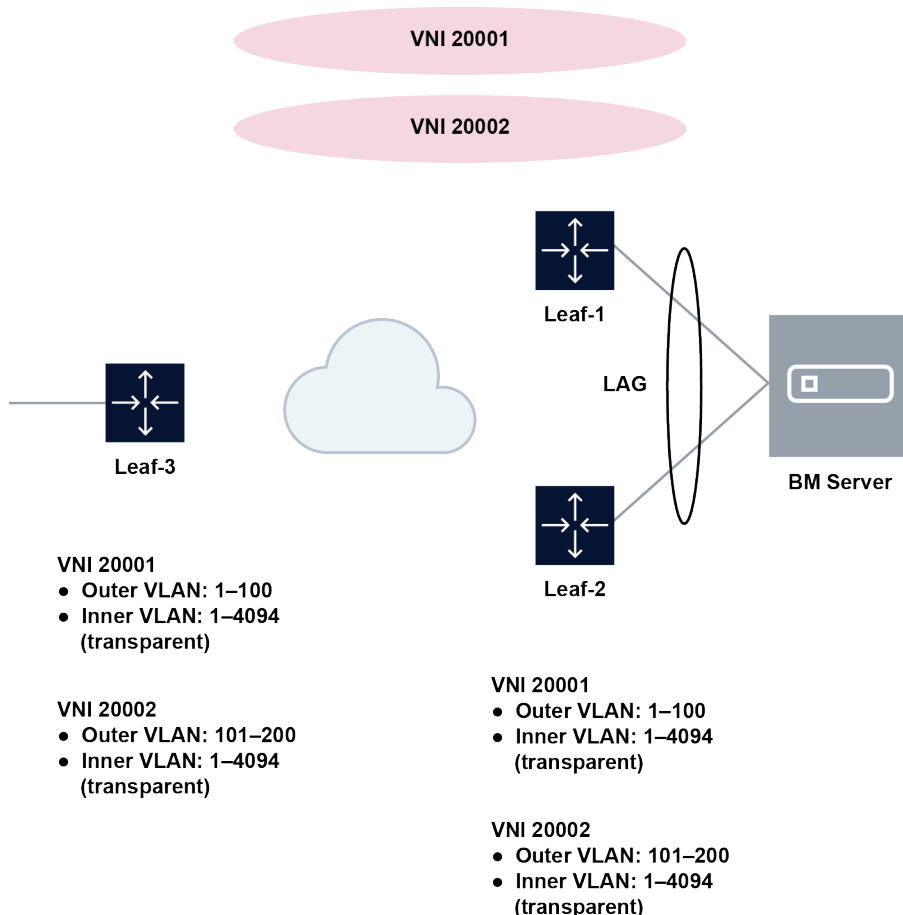 VNI 20001
VNI 20002
Leaf-1
LAG
Leaf-3
BM Server
Leaf-2
VNI 20001
● Outer VLAN: 1–100
● Inner VLAN: 1–4094
(transparent)
VNI 20002
● Outer VLAN: 101–200
● Inner VLAN: 1–4094
(transparent)
VNI 20001
● Outer VLAN: 1–100
● Inner VLAN: 1–4094
(transparent)
VNI 20002
● Outer VLAN: 101–200
● Inner VLAN: 1–4094
(transparent)